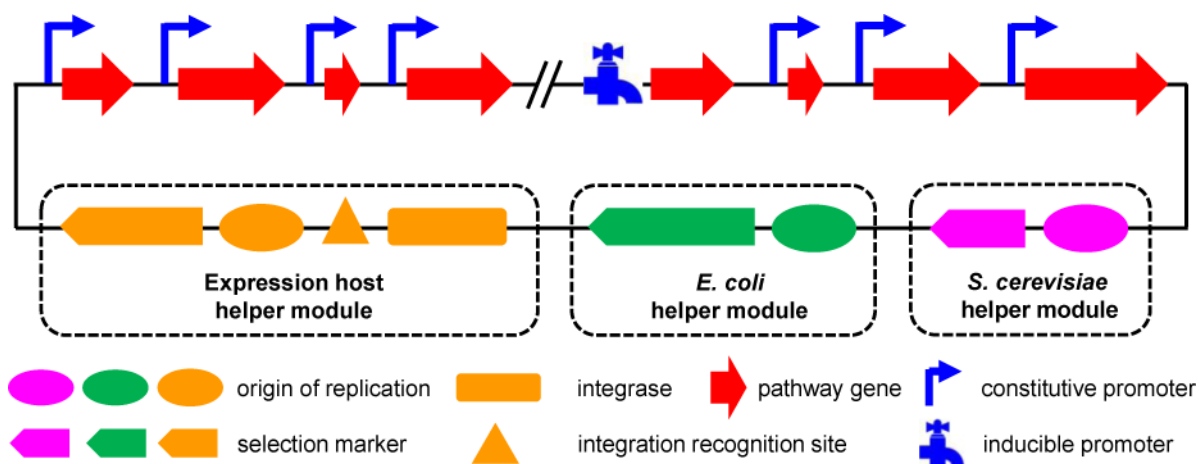 Expression host
helper module
E. coli
helper module
S. cerevisiae
helper module
origin of replication
integrase
pathway gene
constitutive promoter
selection marker
integration recognition site
inducible promoter